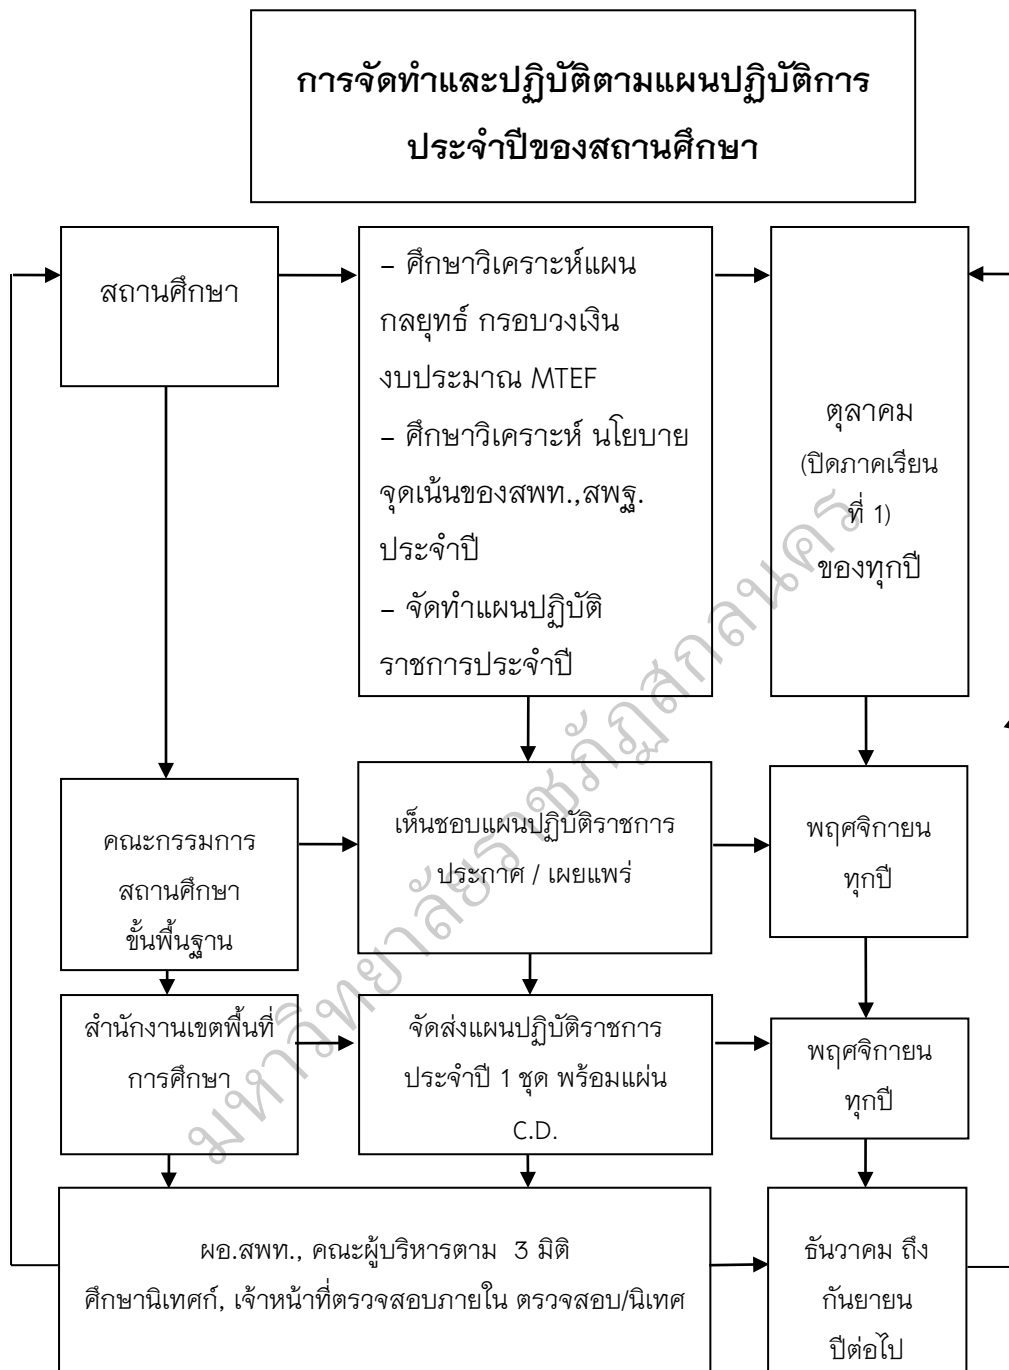 การจัดทำและปฏิบัติตามแผนปฏิบัติการ
ประจำปีของสถานศึกษา
สถานศึกษา
– ศึกษาวิเคราะห์แผน
กลยุทธ์ กรอบวงเงิน
งบประมาณ MTEF
– ศึกษาวิเคราะห์ นโยบาย
จุดเน้นของสพท.,สพฐ.
ประจำปี
– จัดทำแผนปฏิบัติ
ราชการประจำปี
ตุลาคม
(ปิดภาคเรียน
ที่ 1)
ของทุกปี
คณะกรรมการ
สถานศึกษา
ขั้นพื้นฐาน
เห็นชอบแผนปฏิบัติราชการ
ประกาศ / เผยแพร่
พฤศจิกายน
ทุกปี
สำนักงานเขตพื้นที่
การศึกษา
จัดส่งแผนปฏิบัติราชการ
ประจำปี 1 ชุด พร้อมแผ่น
C.D.
พฤศจิกายน
ทุกปี
ผอ.สพท., คณะผู้บริหารตาม 3 มิติ
ศึกษานิเทศก์, เจ้าหน้าที่ตรวจสอบภายใน ตรวจสอบ/นิเทศ
ธันวาคม ถึง
กันยายน
ปีต่อไป
มหาวิทยาลัยราชภัฏสกลนคร